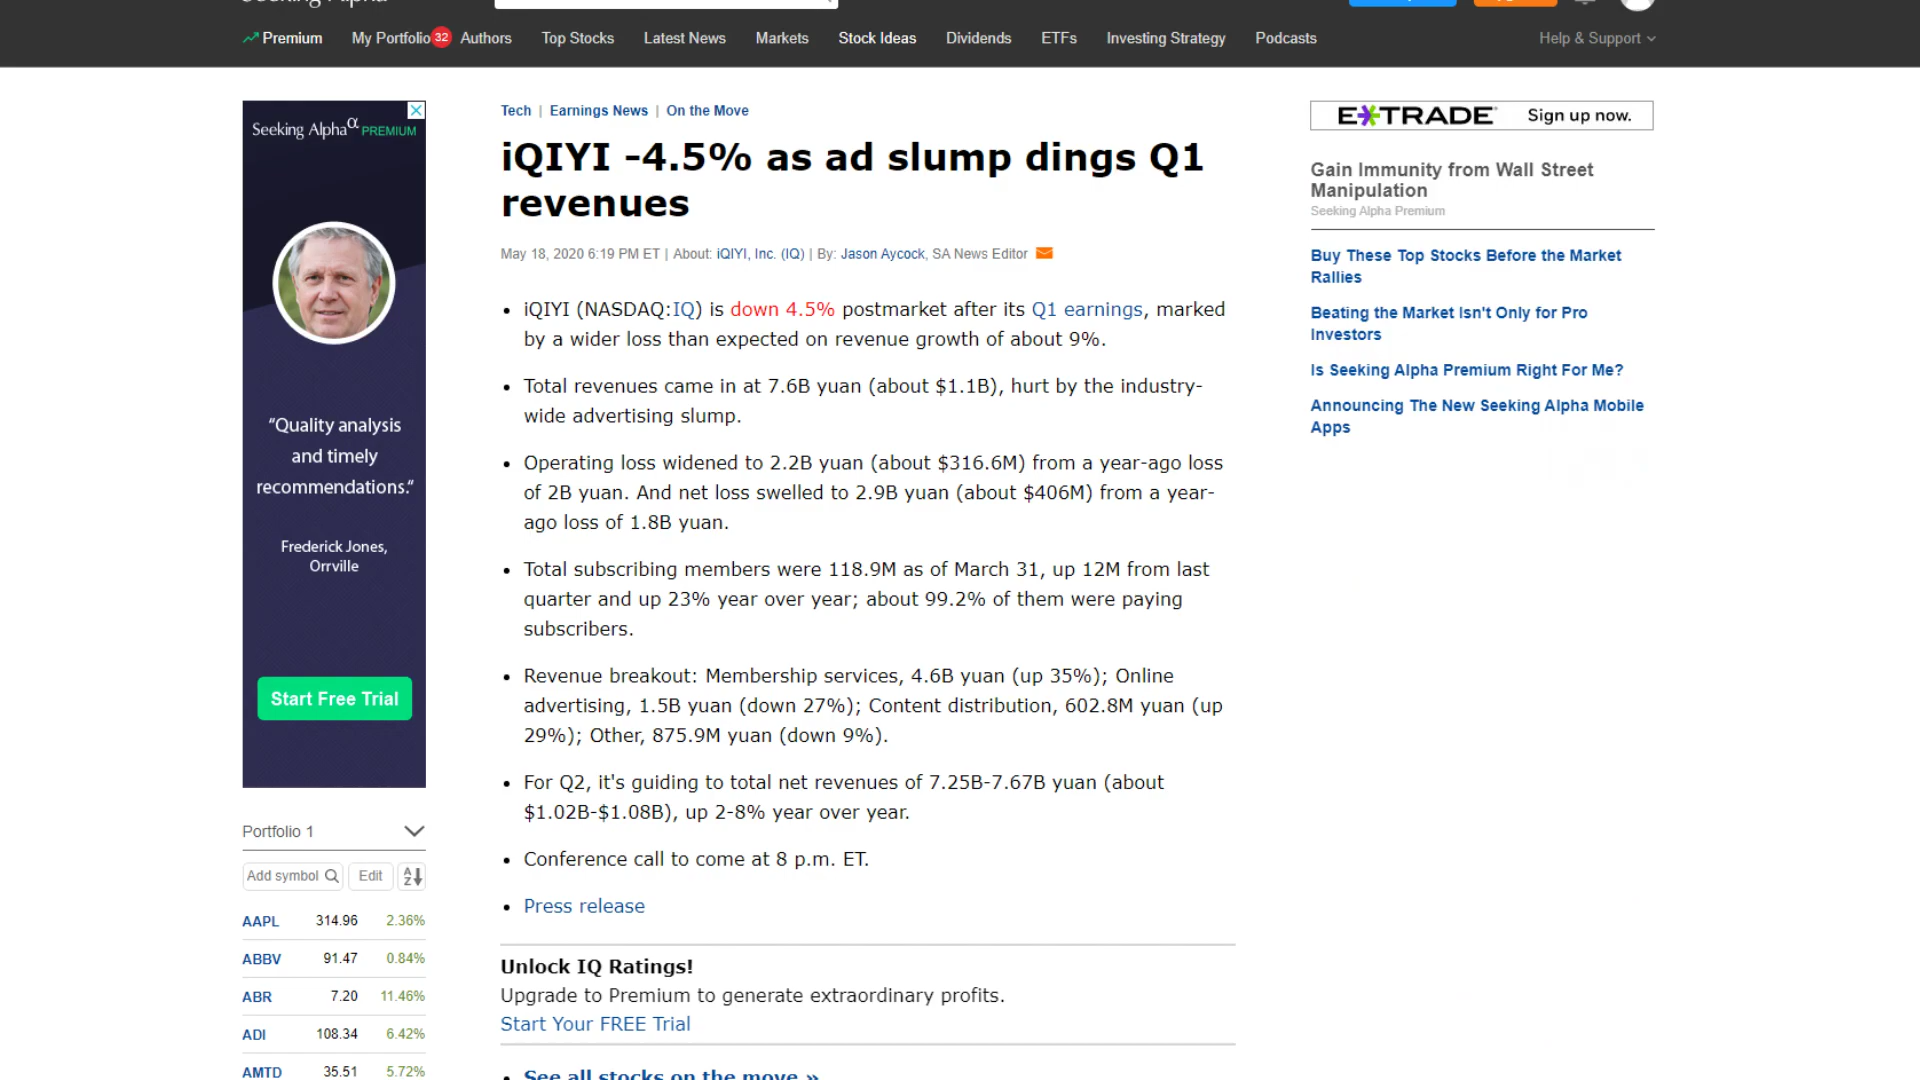 Seeking Alpha
Premium My Portfolio 32 Authors Top Stocks Latest News Markets Stock Ideas Dividends ETFs Investing Strategy Podcasts Help & Support
Seeking Alphaα PREMIUM
“Quality analysis
and timely
recommendations.“
Frederick Jones,
Orrville
Start Free Trial
Portfolio 1
Add symbol Edit A Z
AAPL 314.96 2.36%
ABBV 91.47 0.84%
ABR 7.20 11.46%
ADI 108.34 6.42%
AMTD 35.51 5.72%
Tech | Earnings News | On the Move
iQIYI -4.5% as ad slump dings Q1
revenues
May 18, 2020 6:19 PM ET | About: iQIYI, Inc. (IQ) | By: Jason Aycock, SA News Editor
• iQIYI (NASDAQ:IQ) is down 4.5% postmarket after its Q1 earnings, marked
by a wider loss than expected on revenue growth of about 9%.
• Total revenues came in at 7.6B yuan (about $1.1B), hurt by the industry-
wide advertising slump.
• Operating loss widened to 2.2B yuan (about $316.6M) from a year-ago loss
of 2B yuan. And net loss swelled to 2.9B yuan (about $406M) from a year-
ago loss of 1.8B yuan.
• Total subscribing members were 118.9M as of March 31, up 12M from last
quarter and up 23% year over year; about 99.2% of them were paying
subscribers.
• Revenue breakout: Membership services, 4.6B yuan (up 35%); Online
advertising, 1.5B yuan (down 27%); Content distribution, 602.8M yuan (up
29%); Other, 875.9M yuan (down 9%).
• For Q2, it's guiding to total net revenues of 7.25B-7.67B yuan (about
$1.02B-$1.08B), up 2-8% year over year.
• Conference call to come at 8 p.m. ET.
• Press release
Unlock IQ Ratings!
Upgrade to Premium to generate extraordinary profits.
Start Your FREE Trial
• See all stocks on the move »
E*TRADE Sign up now.
Gain Immunity from Wall Street
Manipulation
Seeking Alpha Premium
Buy These Top Stocks Before the Market
Rallies
Beating the Market Isn't Only for Pro
Investors
Is Seeking Alpha Premium Right For Me?
Announcing The New Seeking Alpha Mobile
Apps